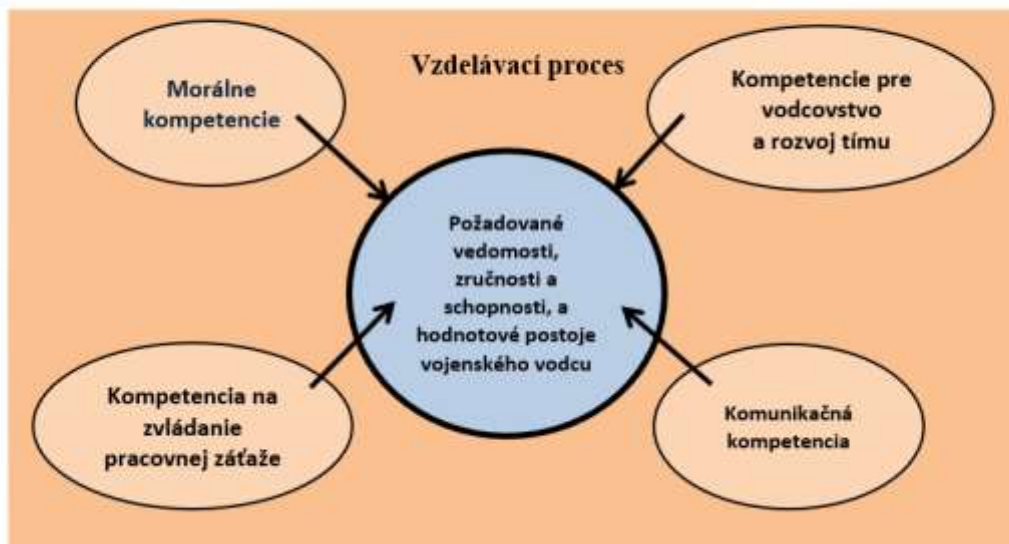 Vzdelávací proces
Morálne
kompetencie
Kompetencie pre
vodcovstvo
a rozvoj tímu
Požadované
vedomosti,
zručnosti a
schopnosti, a
hodnotové postoje
vojenského vodcu
Kompetencia na
zvládanie
pracovnej záťaže
Komunikačná
kompetencia